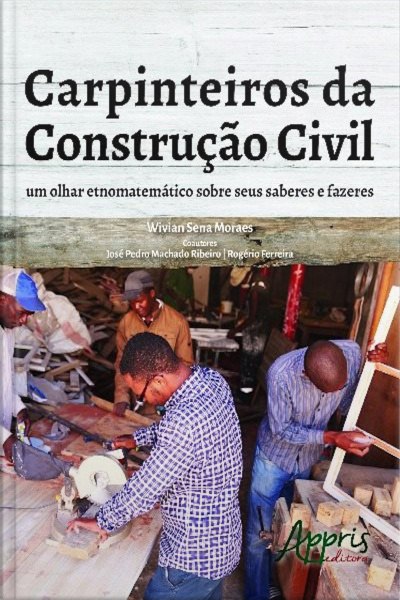 Carpinteiros da
Construção Civil
um olhar etnomatemático sobre seus saberes e fazeres
Wivian Sena Moraes
Coautores
José Pedro Machado Ribeiro | Rogério Ferreira
Appris
editora